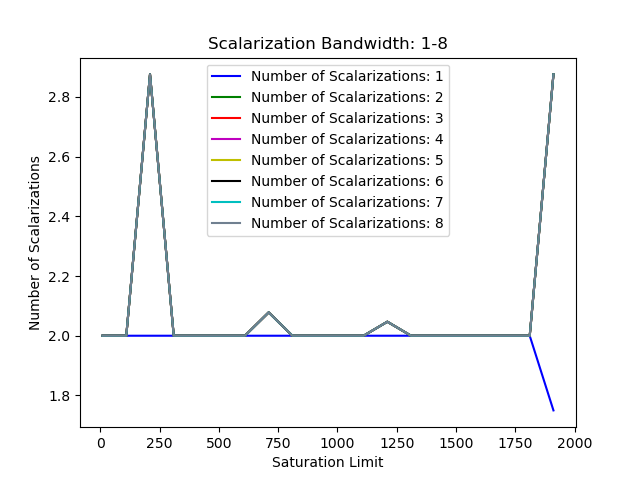 Scalarization Bandwidth: 1-8
Number of Scalarizations: 1
Number of Scalarizations: 2
Number of Scalarizations: 3
Number of Scalarizations: 4
Number of Scalarizations: 5
Number of Scalarizations: 6
Number of Scalarizations: 7
Number of Scalarizations: 8
Number of Scalarizations
2.8
2.6
2.4
2.2
2.0
1.8
0 250 500 750 1000 1250 1500 1750 2000
Saturation Limit